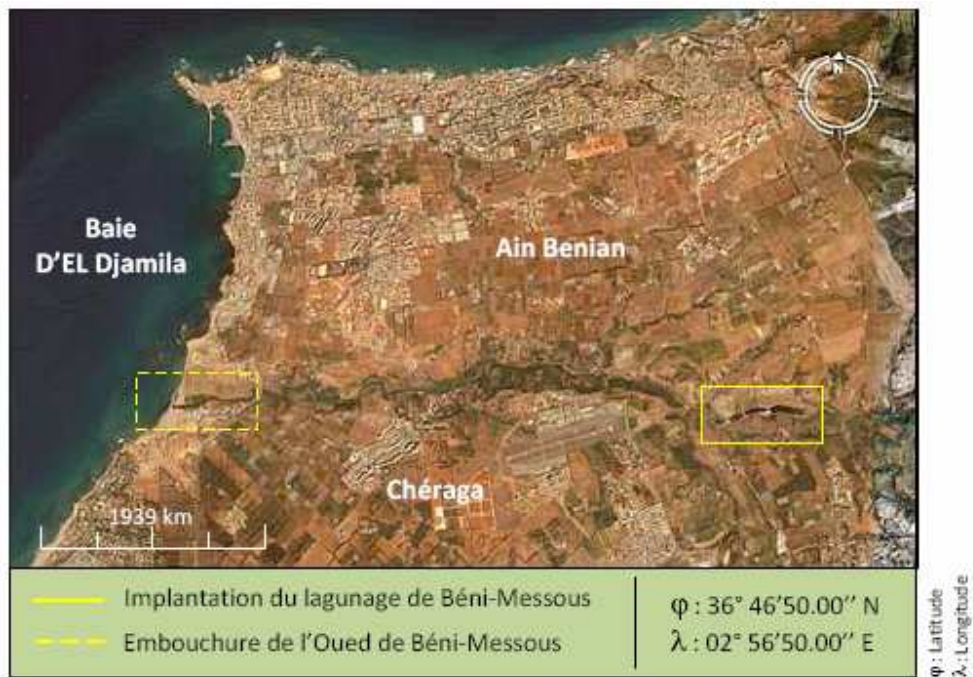 N
Baie
D'EL Djamila
Ain Benian
Chéraga
1939 km
Implantation du lagunage de Béni-Messous
Embouchure de l'Oued de Béni-Messous
φ : 36° 46'50.00'' N
λ : 02° 56'50.00'' E
φ : Latitude
λ : Longitude